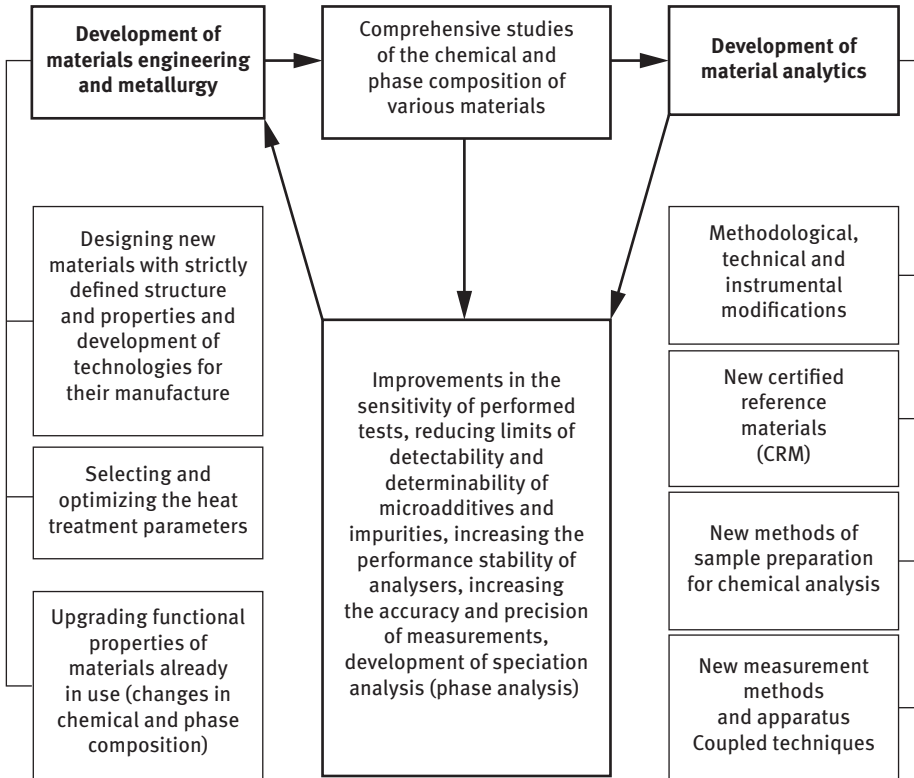 Development of
materials engineering
and metallurgy
Comprehensive studies
of the chemical and
phase composition of
various materials
Development of
material analytics
Designing new
materials with strictly
defined structure
and properties and
development of
technologies for
their manufacture
Selecting and
optimizing the heat
treatment parameters
Upgrading functional
properties of
materials already
in use (changes in
chemical and phase
composition)
Improvements in the
sensitivity of performed
tests, reducing limits of
detectability and
determinability of
microadditives and
impurities, increasing the
performance stability of
analysers, increasing
the accuracy and precision
of measurements,
development of speciation
analysis (phase analysis)
Methodological,
technical and
instrumental
modifications
New certified
reference
materials
(CRM)
New methods of
sample preparation
for chemical analysis
New measurement
methods
and apparatus
Coupled techniques